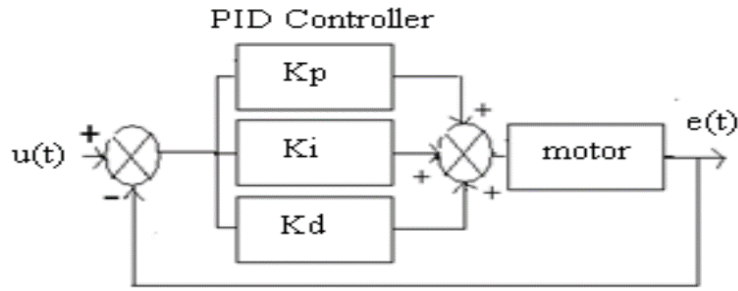 PID Controller
Kp
+
+
e(t)
u(t)
Ki
motor
+
-
+
Kd